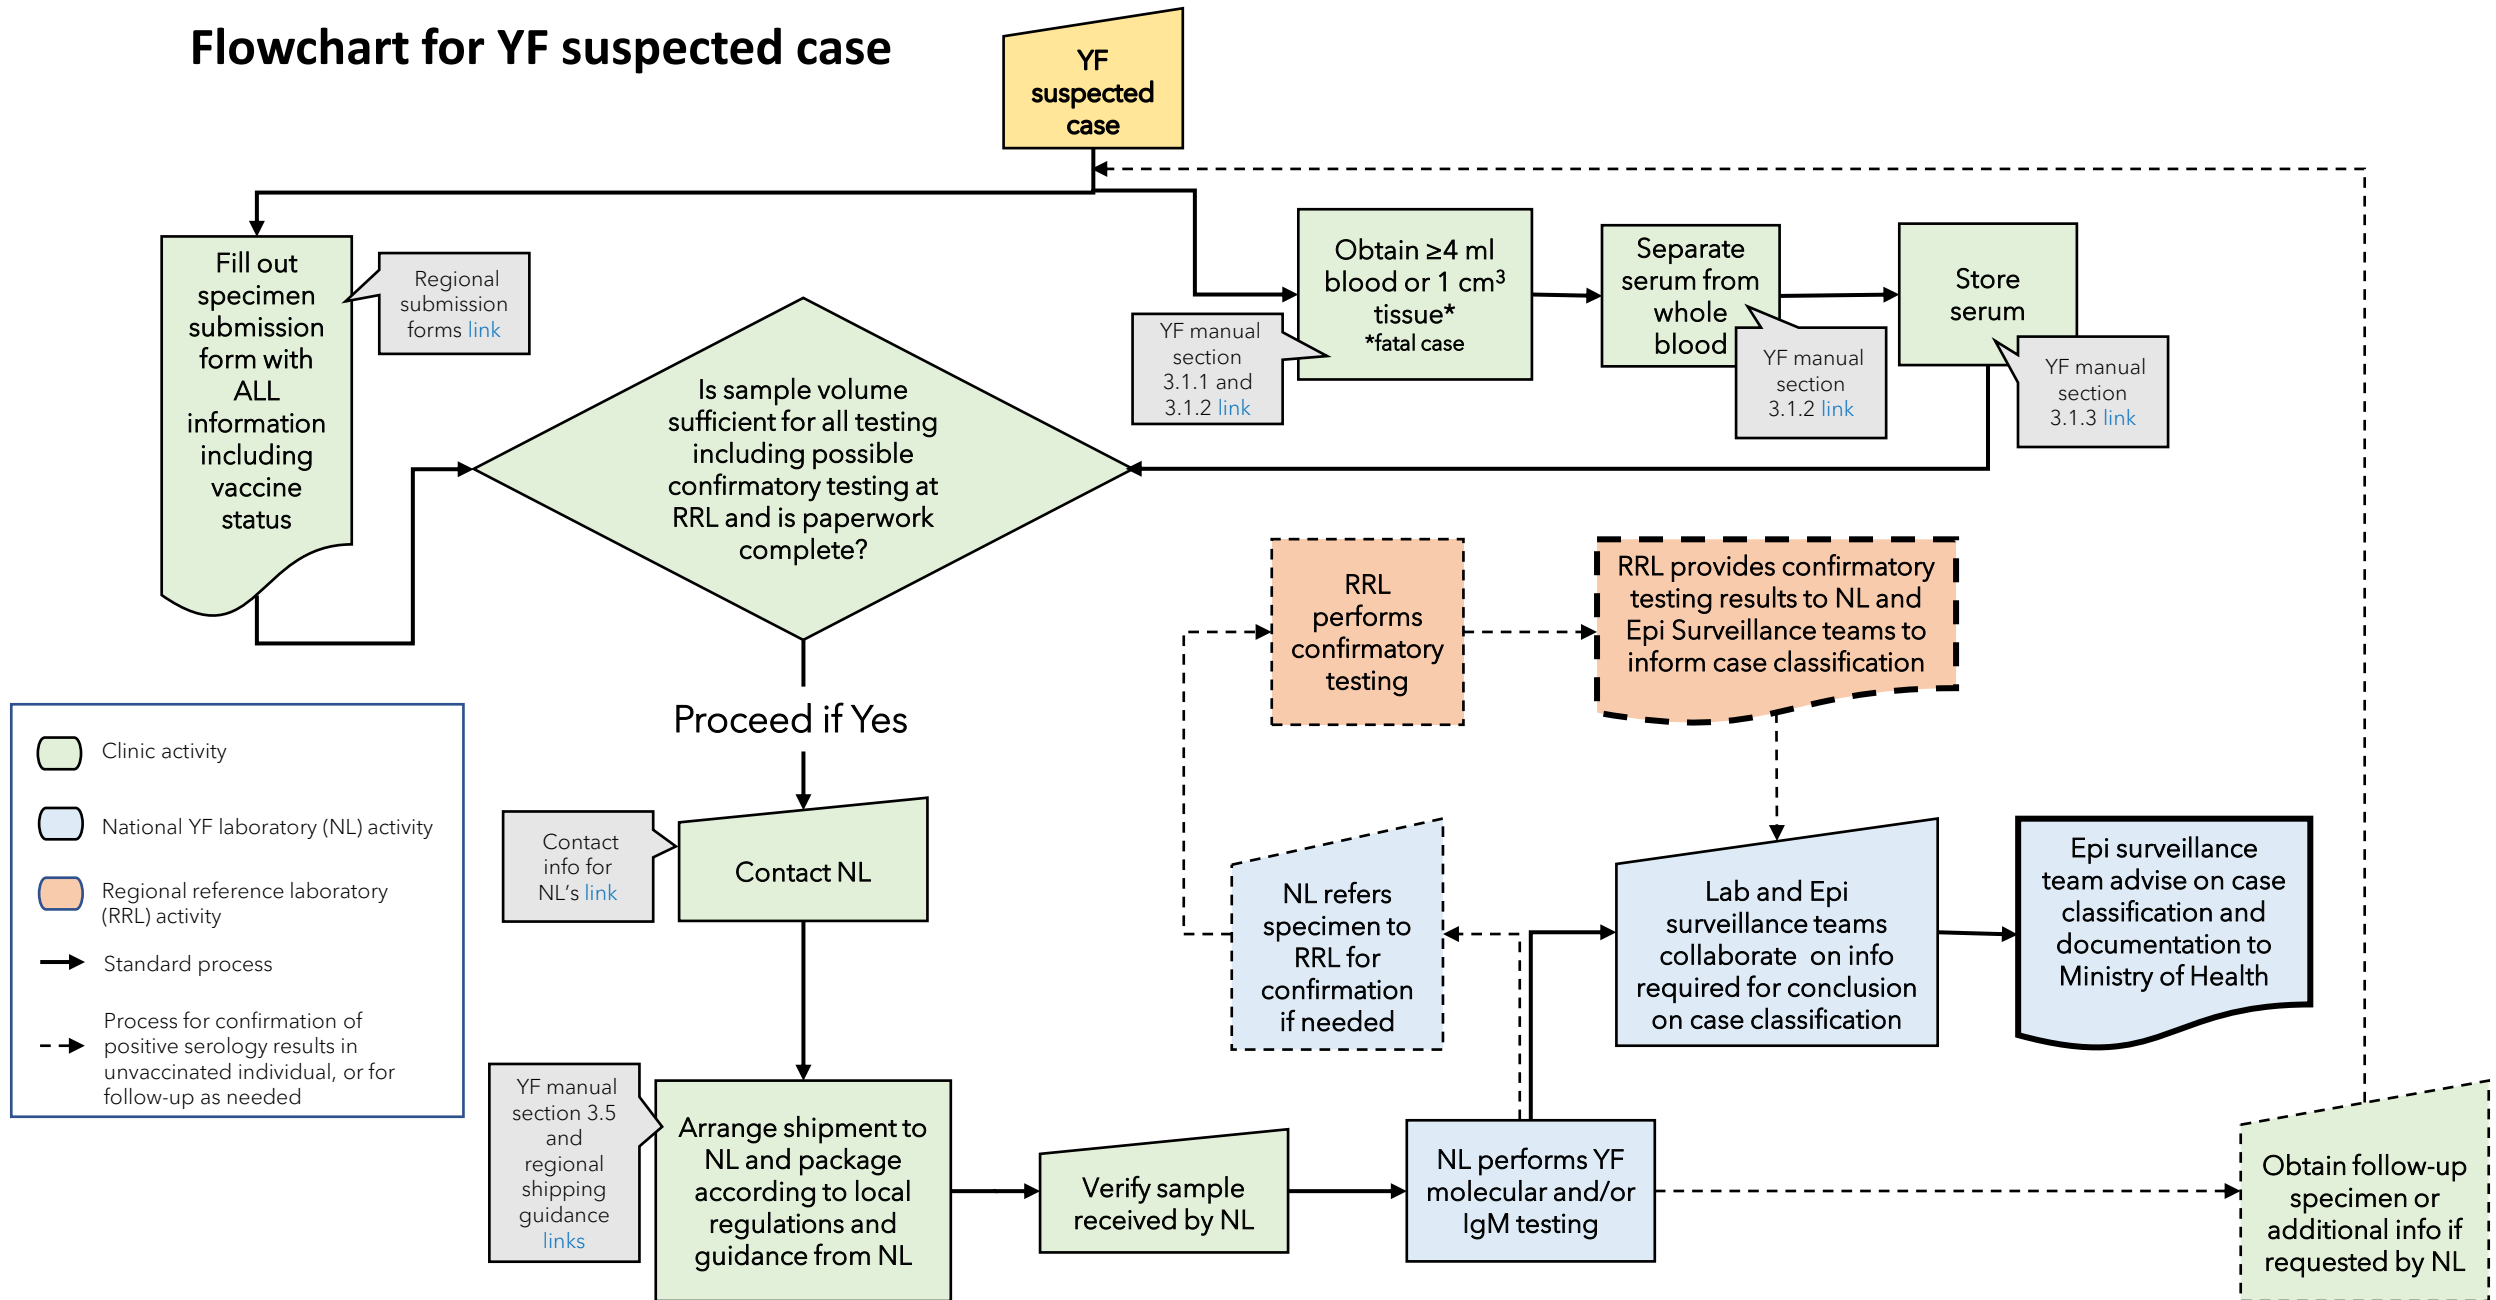 Flowchart for YF suspected case
YF
suspected
case
Fill out
specimen
submission
form with
ALL
information
including
vaccine
status
Regional
submission
forms link
Obtain ≥4 ml
blood or 1 cm³
tissue*
*fatal case
YF manual
section
3.1.1 and
3.1.2 link
Separate
serum from
whole
blood
YF manual
section
3.1.2 link
Store
serum
YF manual
section
3.1.3 link
Is sample volume
sufficient for all testing
including possible
confirmatory testing at
RRL and is paperwork
complete?
Proceed if Yes
Contact NL
Contact
info for
NL's link
Arrange shipment to
NL and package
according to local
regulations and
guidance from NL
YF manual
section 3.5
and
regional
shipping
guidance
links
Verify sample
received by NL
NL performs YF
molecular and/or
IgM testing
NL refers
specimen to
RRL for
confirmation
if needed
RRL
performs
confirmatory
testing
RRL provides confirmatory
testing results to NL and
Epi Surveillance teams to
inform case classification
Lab and Epi
surveillance teams
collaborate on info
required for conclusion
on case classification
Epi surveillance
team advise on case
classification and
documentation to
Ministry of Health
Obtain follow-up
specimen or
additional info if
requested by NL
Clinic activity
National YF laboratory (NL) activity
Regional reference laboratory
(RRL) activity
Standard process
Process for confirmation of
positive serology results in
unvaccinated individual, or for
follow-up as needed